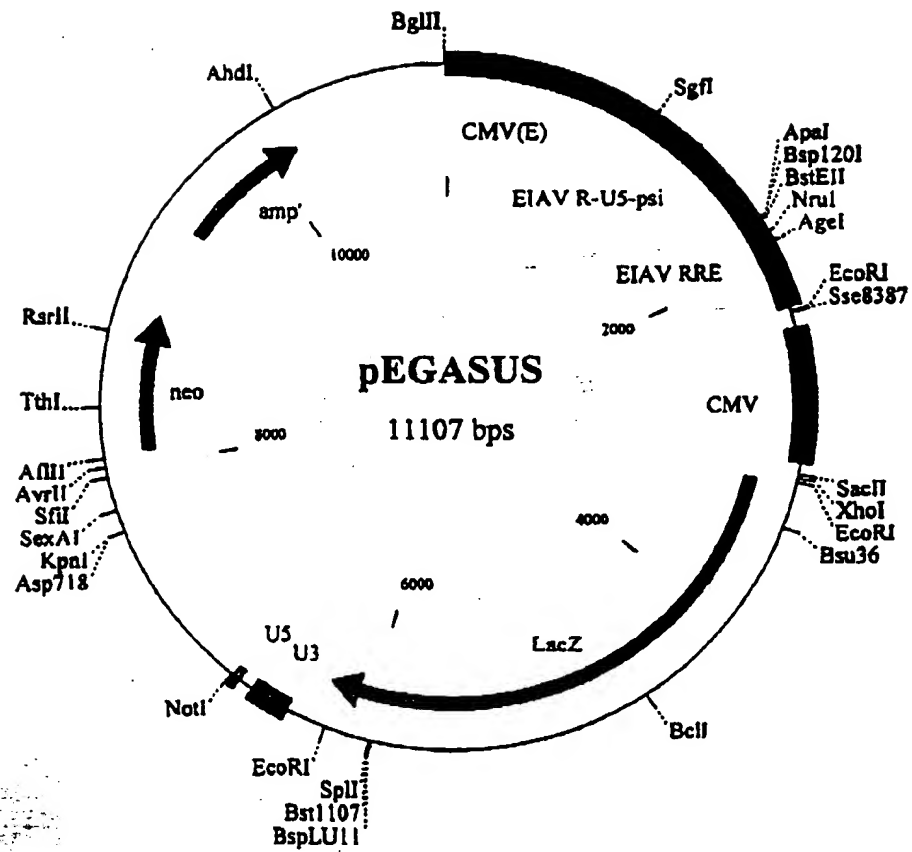 BglII
AhdI
SgfI
CMV(E)
ApaI
Bsp120I
BstEII
NruI
AgeI
EIAV R-U5-psi
amp'
10000
EIAV RRE
EcoRI
Sse8387
2000
RsrII
pEGASUS
neo
CMV
TthI
11107 bps
8000
AflII
AvrII
SfiI
SexAI
KpnI
Asp718
SacII
XhoI
EcoRI
Bsu36
4000
6000
U5
U3
LacZ
NotI
BclI
EcoRI
SplI
Bst1107
BspLU11